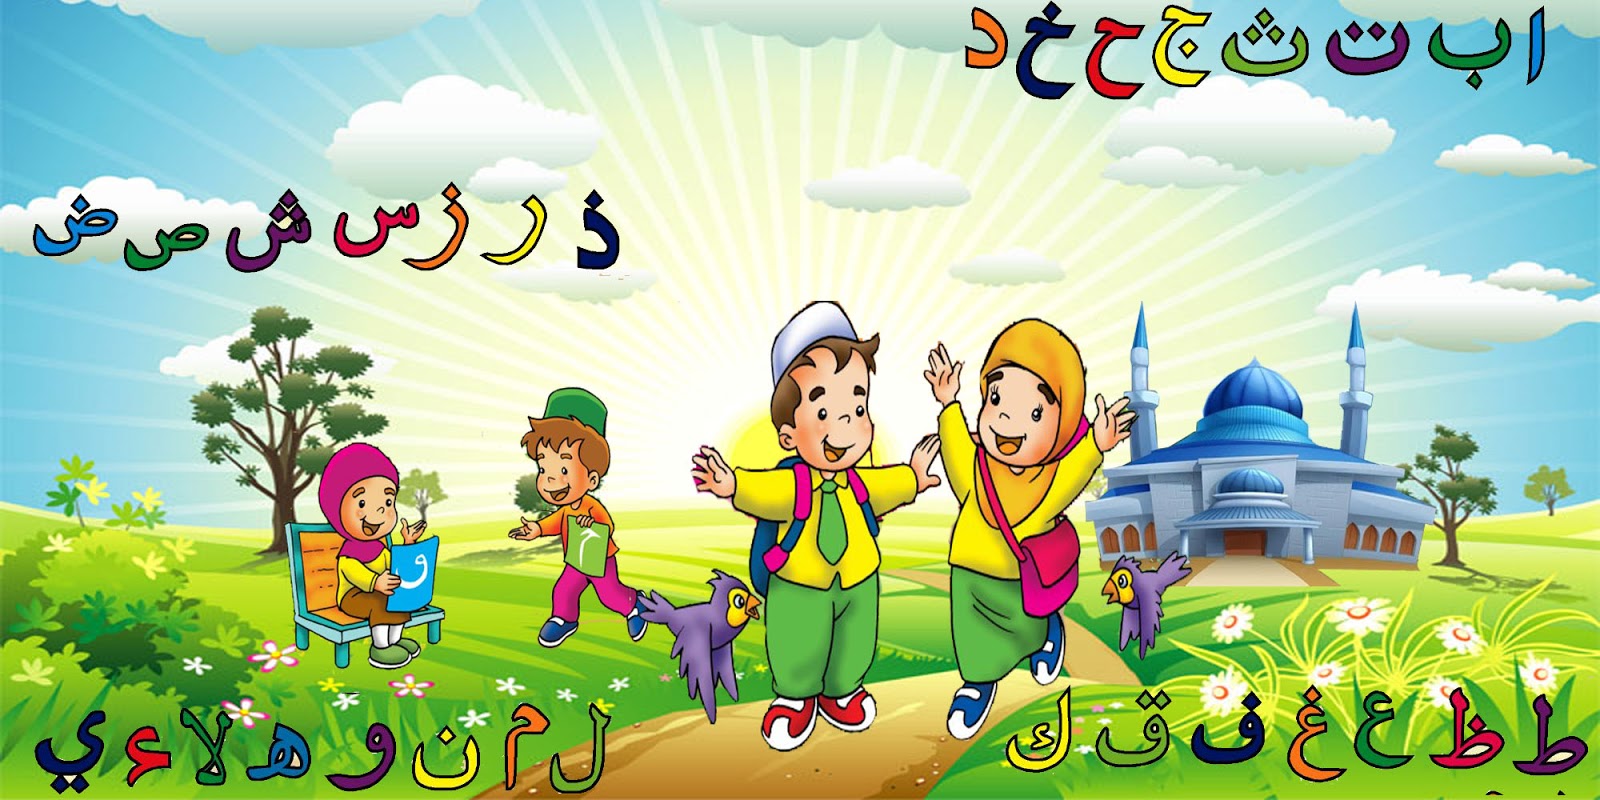 ا ب ت ث ج ح خ د
ذ ر ز س ش ص ض
ط ظ ع غ ف ق ك
ل م ن و ه لا ء ي
و
ح